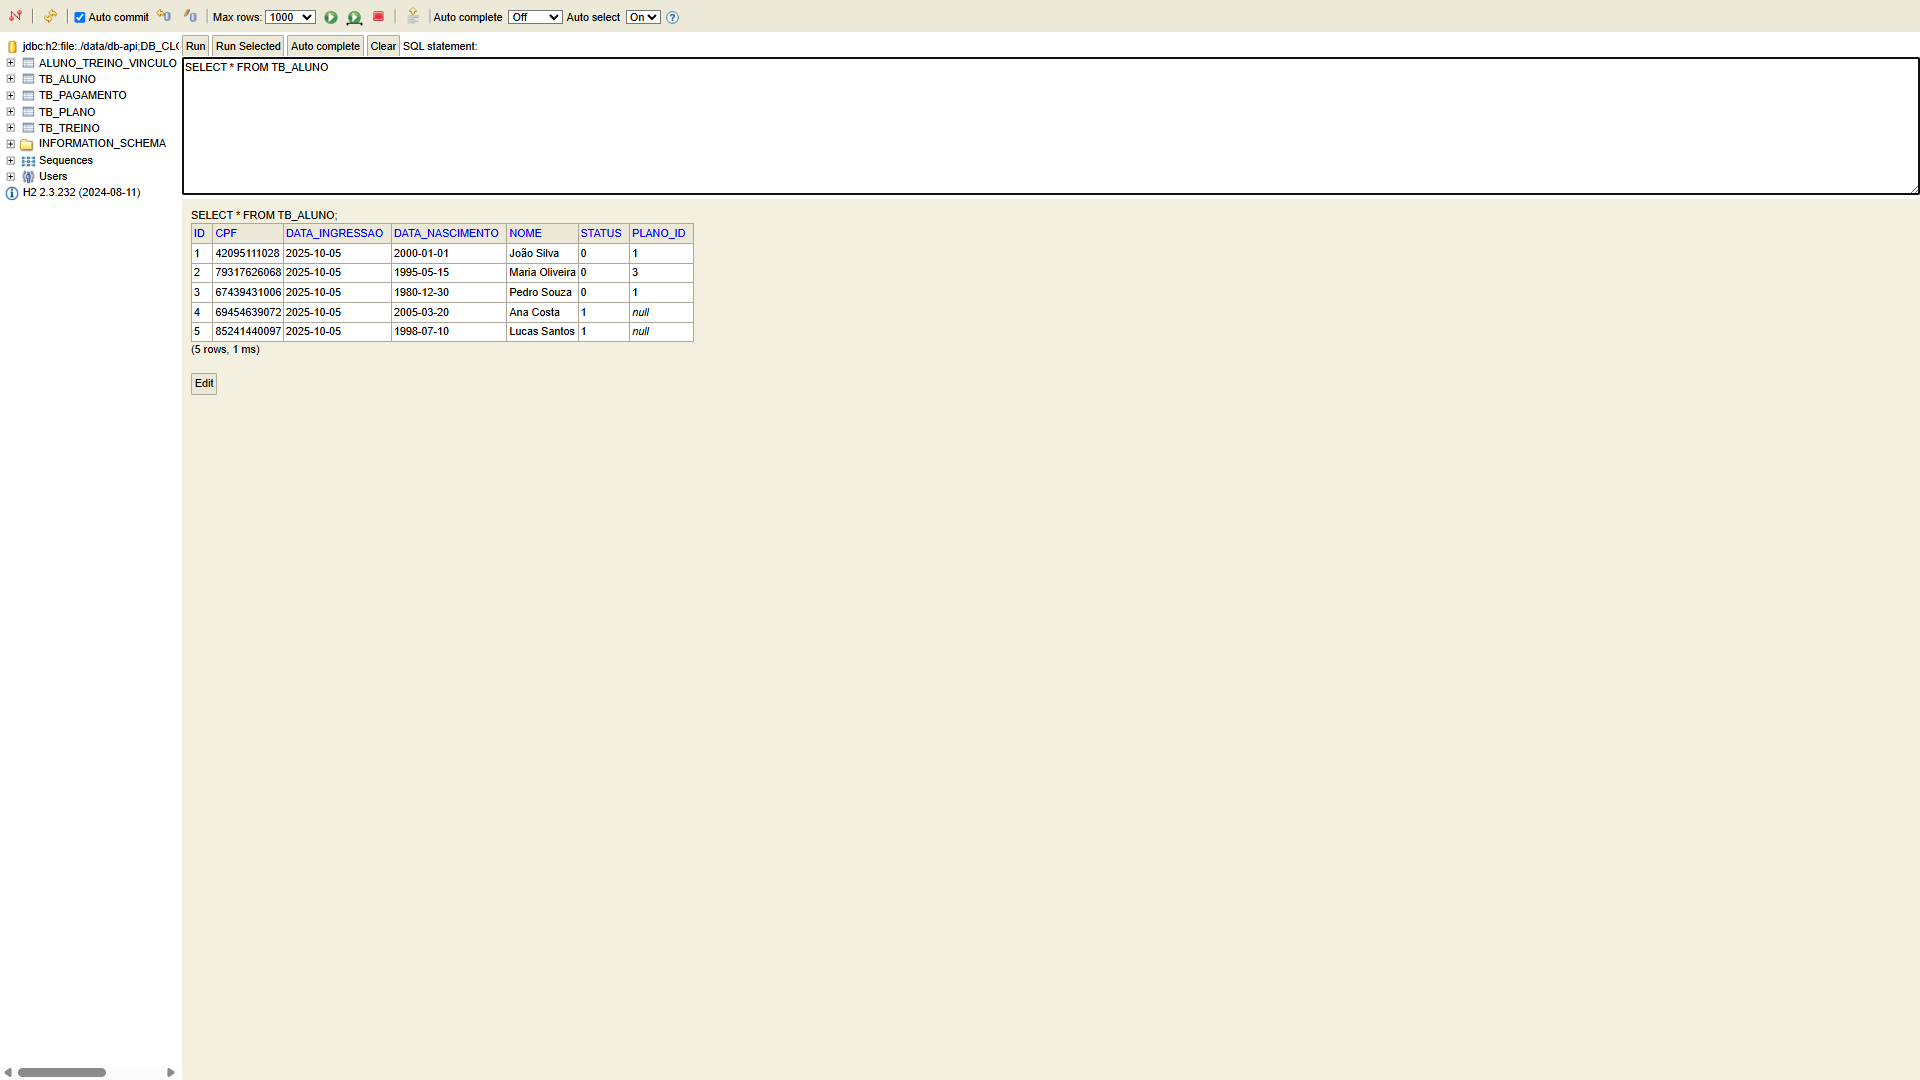 Auto commit Max rows: 1000 Auto complete Off Auto select On
jdbc:h2:file:./data/db-api;DB_CL
ALUNO_TREINO_VINCULO
TB_ALUNO
TB_PAGAMENTO
TB_PLANO
TB_TREINO
INFORMATION_SCHEMA
Sequences
Users
H2 2.3.232 (2024-08-11)
Run Run Selected Auto complete Clear SQL statement:
SELECT * FROM TB_ALUNO
SELECT * FROM TB_ALUNO;
ID CPF DATA_INGRESSAO DATA_NASCIMENTO NOME STATUS PLANO_ID
1 42095111028 2025-10-05 2000-01-01 João Silva 0 1
2 79317626068 2025-10-05 1995-05-15 Maria Oliveira 0 3
3 67439431006 2025-10-05 1980-12-30 Pedro Souza 0 1
4 69454639072 2025-10-05 2005-03-20 Ana Costa 1 null
5 85241440097 2025-10-05 1998-07-10 Lucas Santos 1 null
(5 rows, 1 ms)
Edit